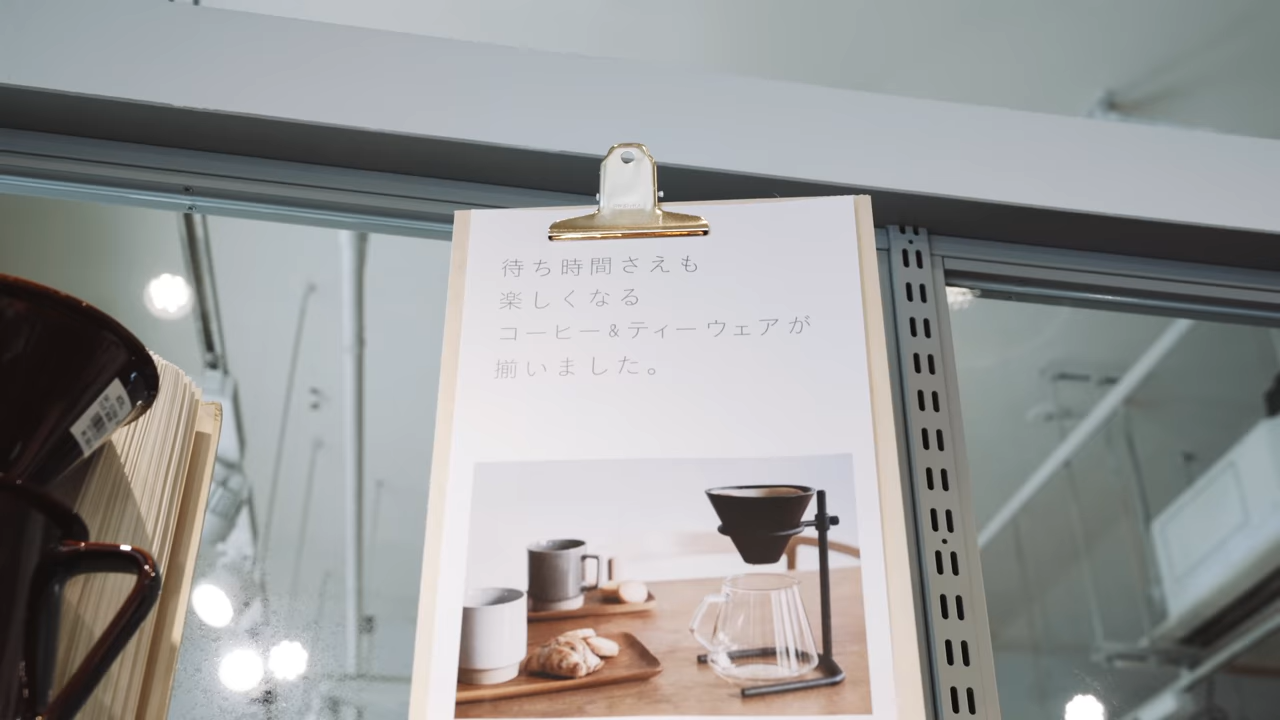 待ち時間さえも
楽しくなる
コーヒー&ティーウェアが
揃いました。